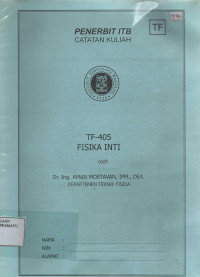 PENERBIT ITB
CATATAN KULIAH
TF
TF-405
FISIKA INTI
oleh
Dr. Ing. AMAN MOSTAVAN, IPM., DEA.
DEPARTEMEN TEKNIK FISIKA
NAMA :
NIM :
ALAMAT :